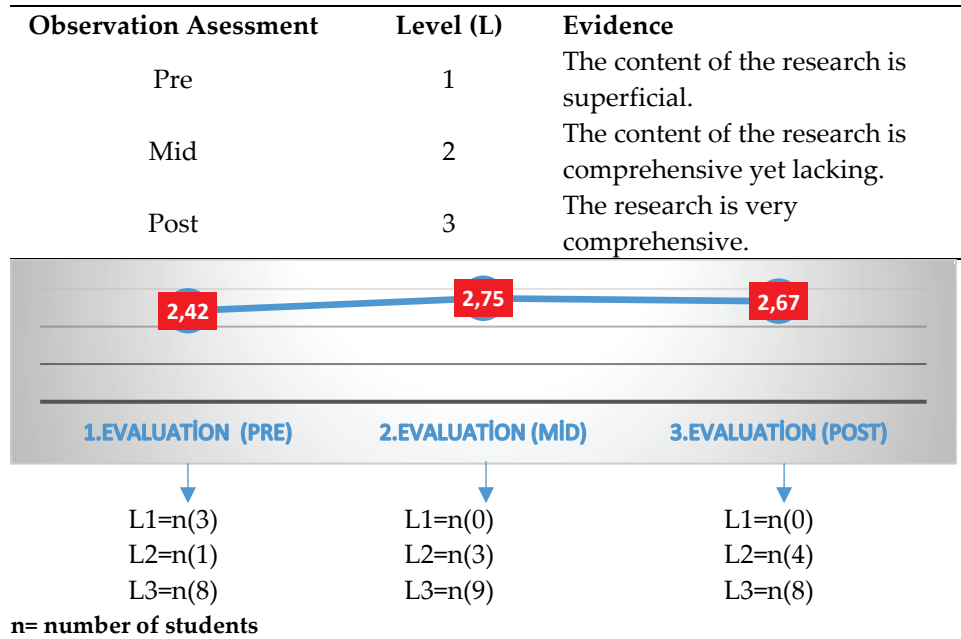 Observation Asessment Level (L) Evidence
Pre 1 The content of the research is
superficial.
Mid 2 The content of the research is
comprehensive yet lacking.
Post 3 The research is very
comprehensive.
2,42 2,75 2,67
1.EVALUATİON (PRE) 2.EVALUATİON (MİD) 3.EVALUATİON (POST)
L1=n(3) L1=n(0) L1=n(0)
L2=n(1) L2=n(3) L2=n(4)
L3=n(8) L3=n(9) L3=n(8)
n= number of students